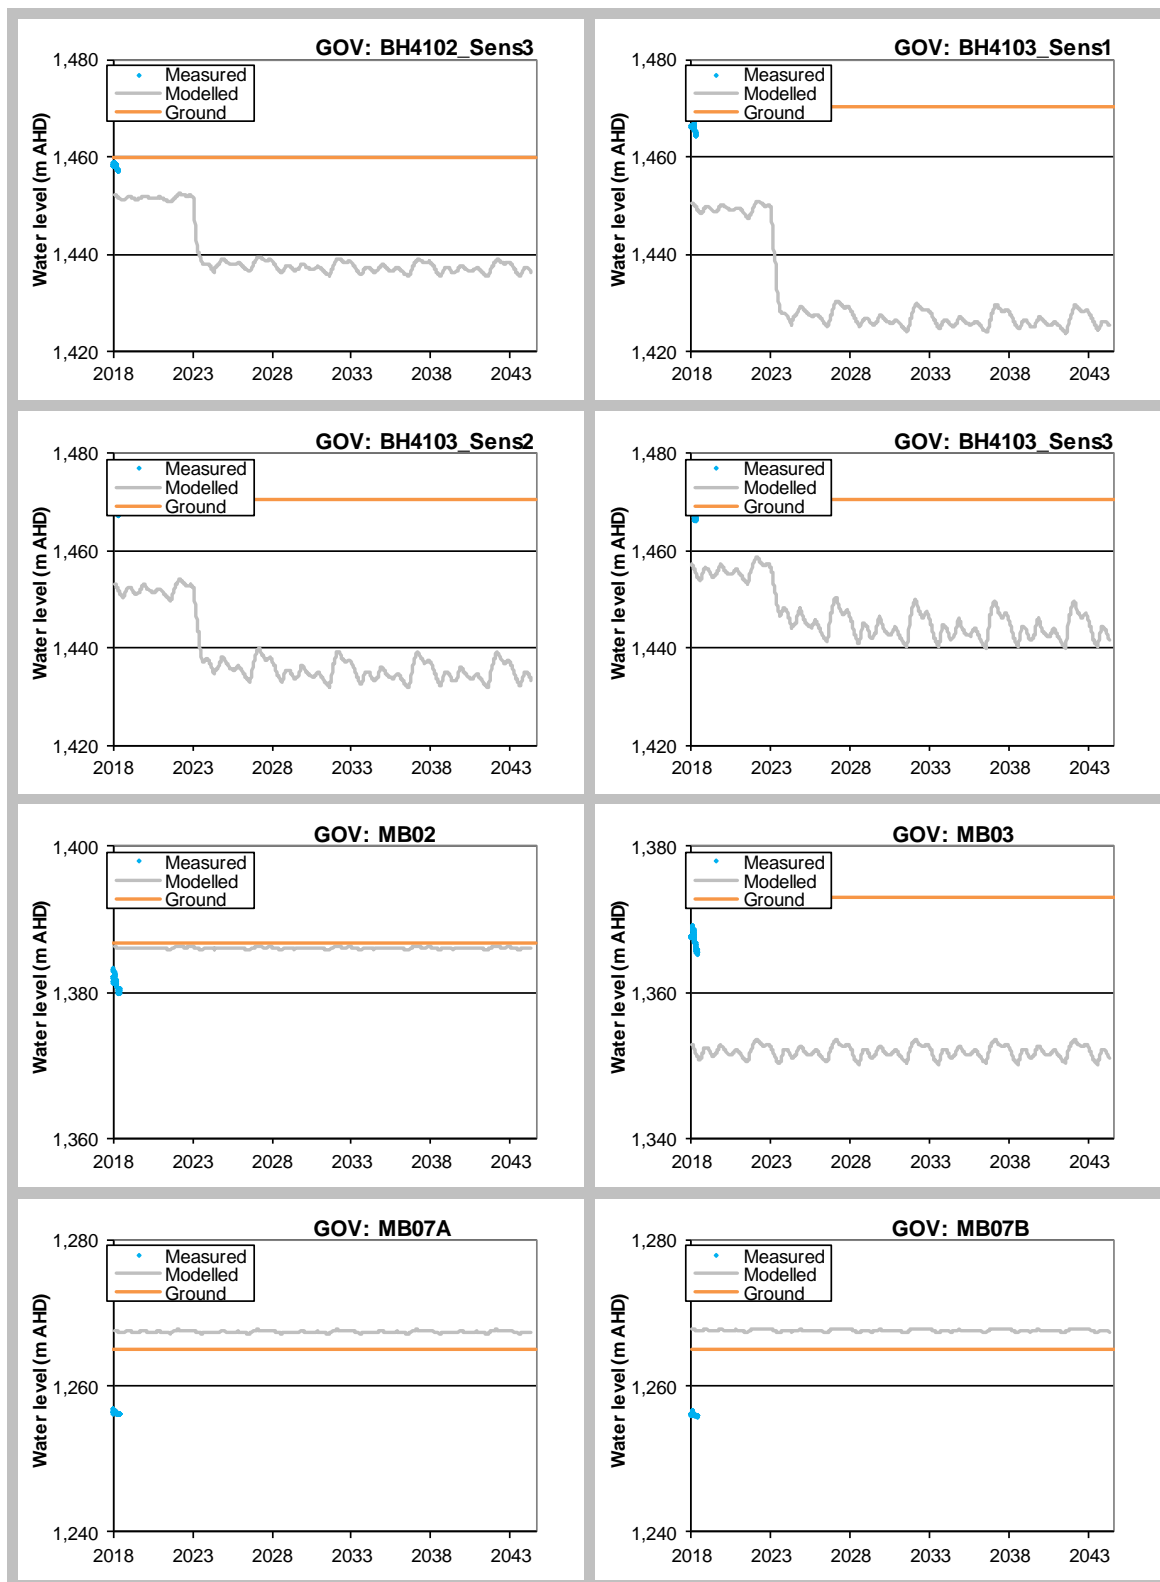 GOV: BH4102_Sens3
Water level (m AHD)
1,480
1,460
1,440
1,420
Measured
Modelled
Ground
2018 2023 2028 2033 2038 2043
GOV: BH4103_Sens1
Water level (m AHD)
1,480
1,460
1,440
1,420
Measured
Modelled
Ground
2018 2023 2028 2033 2038 2043
GOV: BH4103_Sens2
Water level (m AHD)
1,480
1,460
1,440
1,420
Measured
Modelled
Ground
2018 2023 2028 2033 2038 2043
GOV: BH4103_Sens3
Water level (m AHD)
1,480
1,460
1,440
1,420
Measured
Modelled
Ground
2018 2023 2028 2033 2038 2043
GOV: MB02
Water level (m AHD)
1,400
1,380
1,360
Measured
Modelled
Ground
2018 2023 2028 2033 2038 2043
GOV: MB03
Water level (m AHD)
1,380
1,360
1,340
Measured
Modelled
Ground
2018 2023 2028 2033 2038 2043
GOV: MB07A
Water level (m AHD)
1,280
1,260
1,240
Measured
Modelled
Ground
2018 2023 2028 2033 2038 2043
GOV: MB07B
Water level (m AHD)
1,280
1,260
1,240
Measured
Modelled
Ground
2018 2023 2028 2033 2038 2043